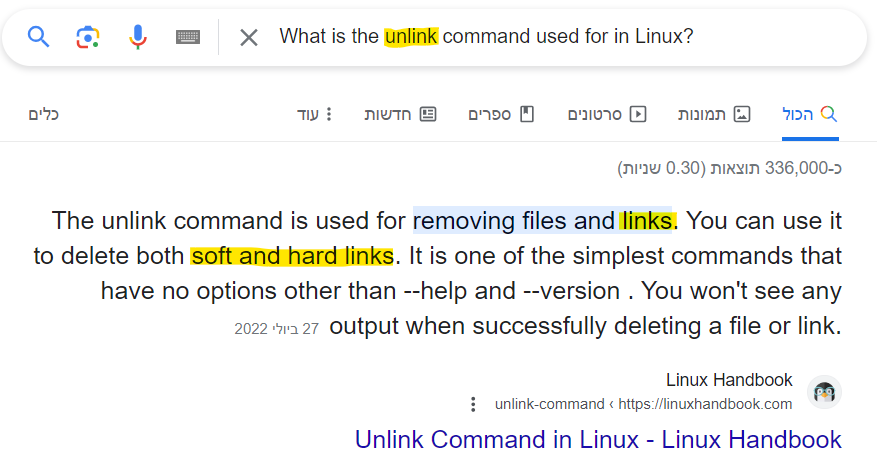 What is the unlink command used for in Linux?
הכול
תמונות
סרטונים
ספרים
חדשות
עוד
כלים
כ-336,000 תוצאות (0.30 שניות)
The unlink command is used for removing files and links. You can use it
to delete both soft and hard links. It is one of the simplest commands that
have no options other than --help and --version . You won't see any
output when successfully deleting a file or link. 27 ביולי 2022
Linux Handbook
https://linuxhandbook.com › unlink-command
Unlink Command in Linux - Linux Handbook